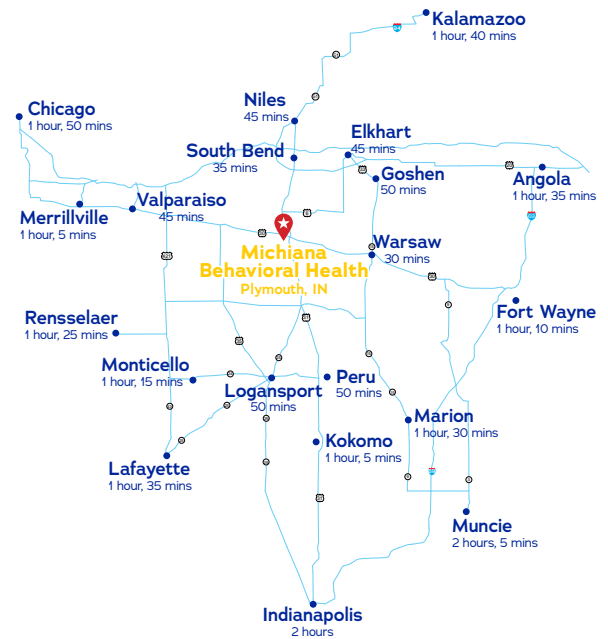 Kalamazoo
1 hour, 40 mins
Niles
45 mins
Chicago
1 hour, 50 mins
Elkhart
45 mins
South Bend
35 mins
Goshen
50 mins
Angola
1 hour, 35 mins
Valparaiso
45 mins
Merrillville
1 hour, 5 mins
Warsaw
30 mins
Michiana
Behavioral Health
Plymouth, IN
Fort Wayne
1 hour, 10 mins
Rensselaer
1 hour, 25 mins
Monticello
1 hour, 15 mins
Logansport
50 mins
Peru
50 mins
Marion
1 hour, 30 mins
Kokomo
1 hour, 5 mins
Lafayette
1 hour, 35 mins
Muncie
2 hours, 5 mins
Indianapolis
2 hours